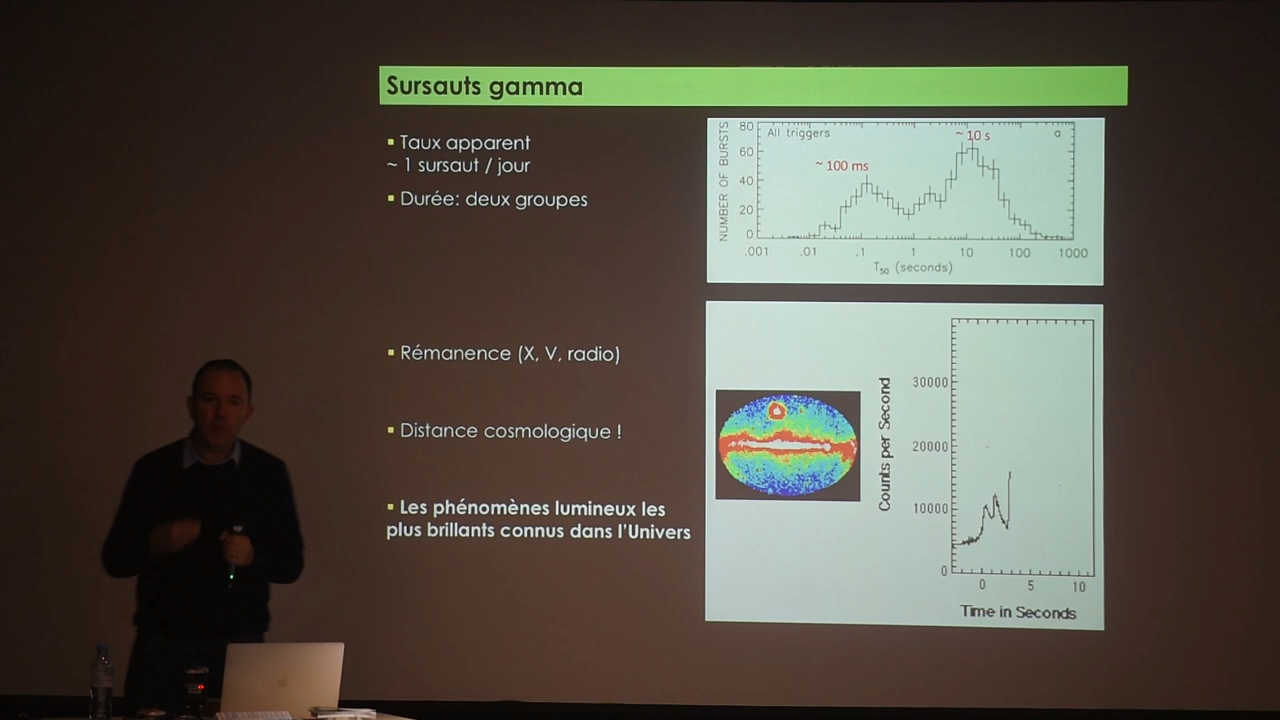 Sursauts gamma
▪ Taux apparent
~ 1 sursaut / jour
▪ Durée: deux groupes
▪ Rémanence (X, V, radio)
▪ Distance cosmologique !
▪ Les phénomènes lumineux les
plus brillants connus dans l'Univers
All triggers
a
~ 100 ms
~ 10 s
NUMBER OF BURSTS
80
60
40
20
0
.001 .01 .1 1 10 100 1000
T50 (seconds)
Counts per Second
30000
20000
10000
0
0 5 10
Time in Seconds